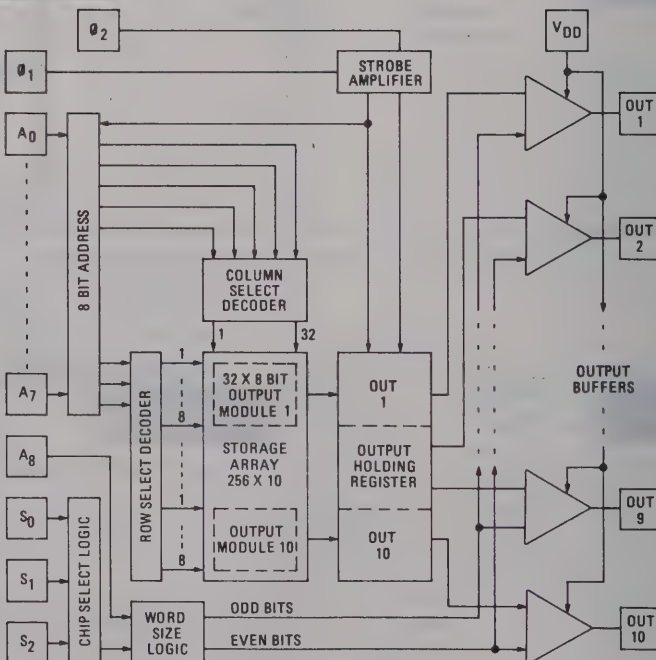 ø2
VDD
ø1
STROBE
AMPLIFIER
OUT
1
A0
8 BIT ADDRESS
OUT
2
COLUMN
SELECT
DECODER
1
32
A7
ROW SELECT DECODER
1
8
1
8
32 X 8 BIT
OUTPUT
MODULE 1
STORAGE
ARRAY
256 X 10
OUTPUT
MODULE 10
OUT
1
OUTPUT
HOLDING
REGISTER
OUT
10
OUTPUT
BUFFERS
A8
S0
S1
S2
CHIP SELECT LOGIC
OUT
9
WORD
SIZE
LOGIC
ODD BITS
EVEN BITS
OUT
10